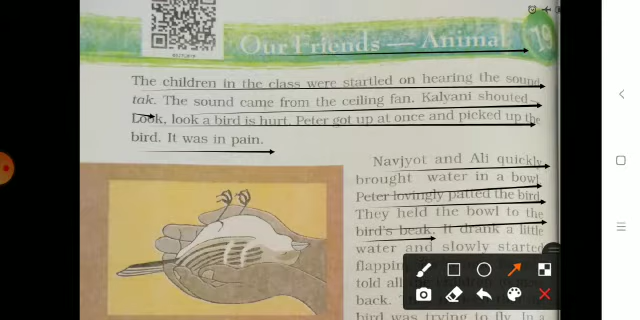 Our Friends — Animal
19
The children in the class were startled on hearing the sound
tak. The sound came from the ceiling fan. Kalyani shouted –
Look, look a bird is hurt. Peter got up at once and picked up the
bird. It was in pain.
Navjyot and Ali quickly
brought water in a bowl
Peter lovingly patted the bird
They held the bowl to the
bird's beak. It drank a little
water and slowly started
flapping
told all
back.
bird was trying to fly. In a